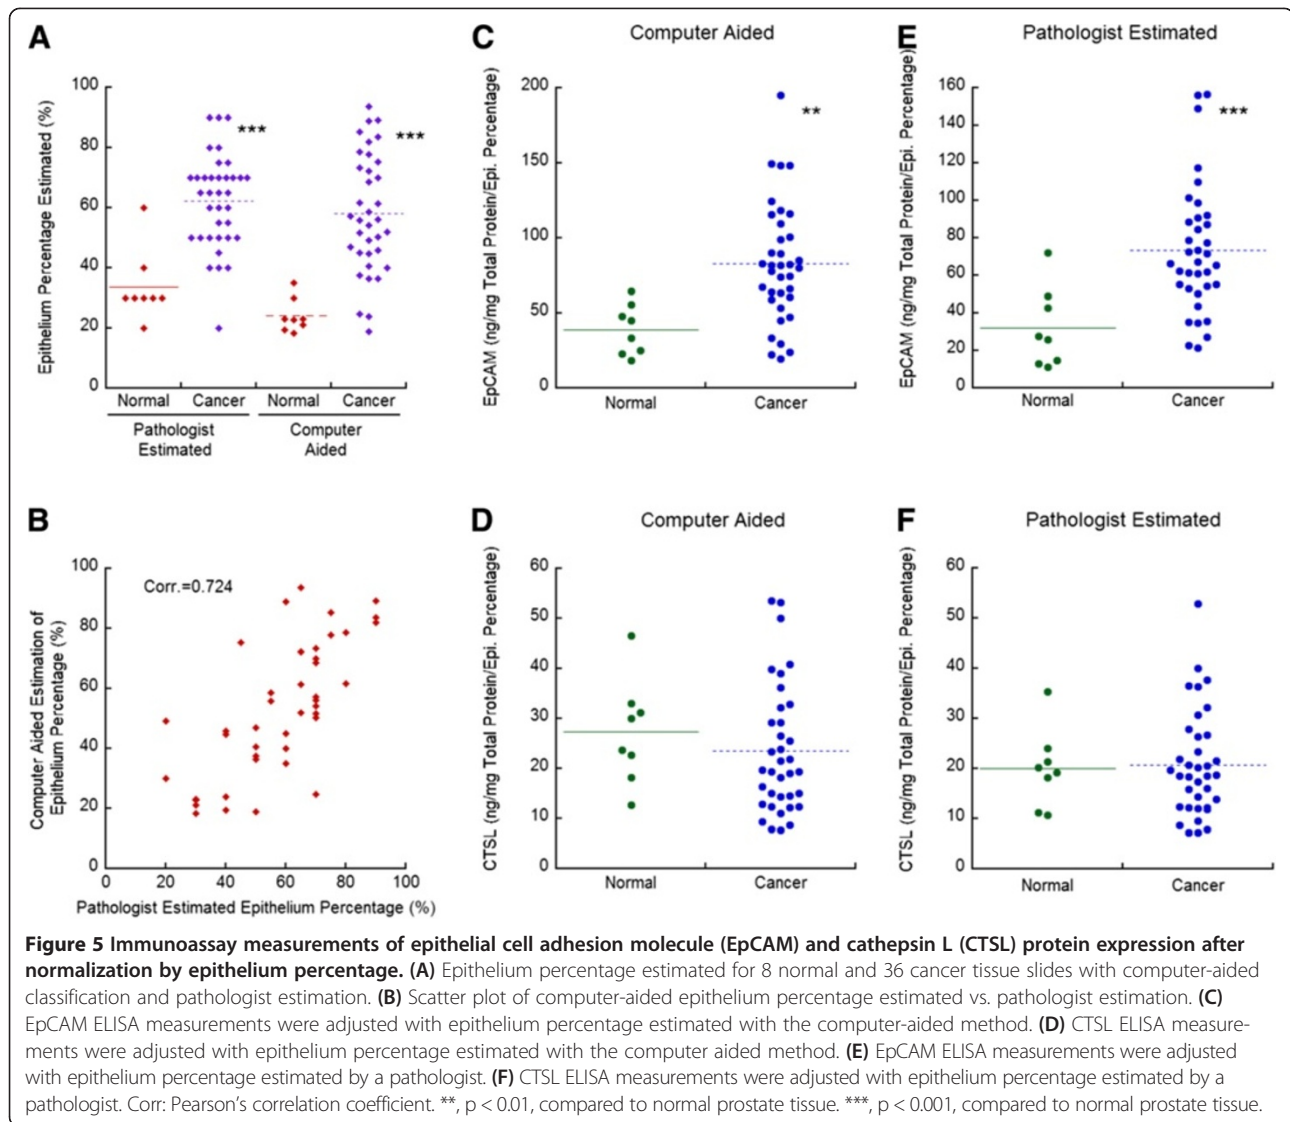 A
Epithelium Percentage Estimated (%)
100
80
60
40
20
0
***
***
Normal Cancer Normal Cancer
Pathologist Estimated
Computer Aided
B
Computer Aided Estimation of
Epithelium Percentage (%)
100
80
60
40
20
0
Corr.=0.724
0 20 40 60 80 100
Pathologist Estimated Epithelium Percentage (%)
C
Computer Aided
EpCAM (ng/mg Total Protein/Epi. Percentage)
200
150
100
50
0
**
Normal Cancer
D
Computer Aided
CTSL (ng/mg Total Protein/Epi. Percentage)
60
50
40
30
20
10
0
Normal Cancer
E
Pathologist Estimated
EpCAM (ng/mg Total Protein/Epi. Percentage)
160
140
120
100
80
60
40
20
0
***
Normal Cancer
F
Pathologist Estimated
CTSL (ng/mg Total Protein/Epi. Percentage)
60
50
40
30
20
10
0
Normal Cancer
Figure 5 Immunoassay measurements of epithelial cell adhesion molecule (EpCAM) and cathepsin L (CTSL) protein expression after
normalization by epithelium percentage. (A) Epithelium percentage estimated for 8 normal and 36 cancer tissue slides with computer-aided
classification and pathologist estimation. (B) Scatter plot of computer-aided epithelium percentage estimated vs. pathologist estimation. (C)
EpCAM ELISA measurements were adjusted with epithelium percentage estimated with the computer-aided method. (D) CTSL ELISA measure-
ments were adjusted with epithelium percentage estimated with the computer aided method. (E) EpCAM ELISA measurements were adjusted
with epithelium percentage estimated by a pathologist. (F) CTSL ELISA measurements were adjusted with epithelium percentage estimated by a
pathologist. Corr: Pearson's correlation coefficient. **, p < 0.01, compared to normal prostate tissue. ***, p < 0.001, compared to normal prostate tissue.